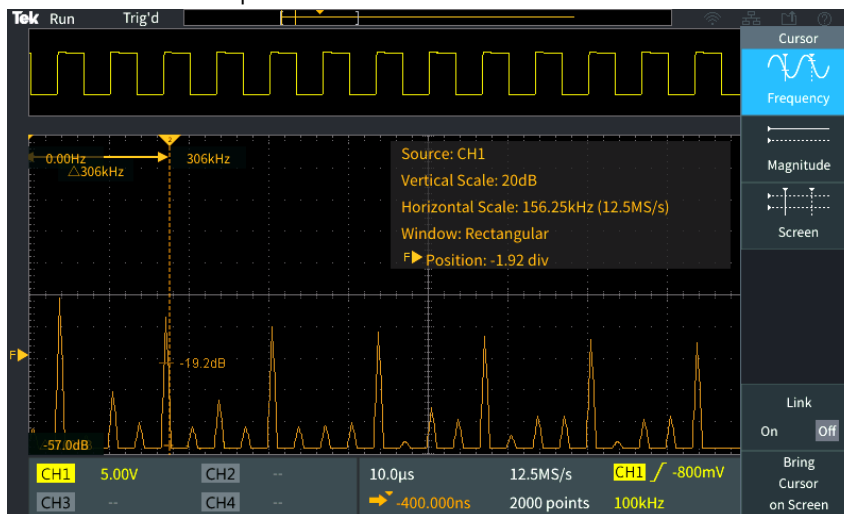 Tek Run Trig'd
Cursor
Frequency
Magnitude
Screen
2
0.00Hz 306kHz
△306kHz
Source: CH1
Vertical Scale: 20dB
Horizontal Scale: 156.25kHz (12.5MS/s)
Window: Rectangular
F Position: -1.92 div
F
-19.2dB
-57.0dB
Link
On Off
Bring
Cursor
on Screen
CH1 5.00V CH2 -- 10.0µs 12.5MS/s CH1 -800mV
CH3 -- CH4 -- -400.000ns 2000 points 100kHz